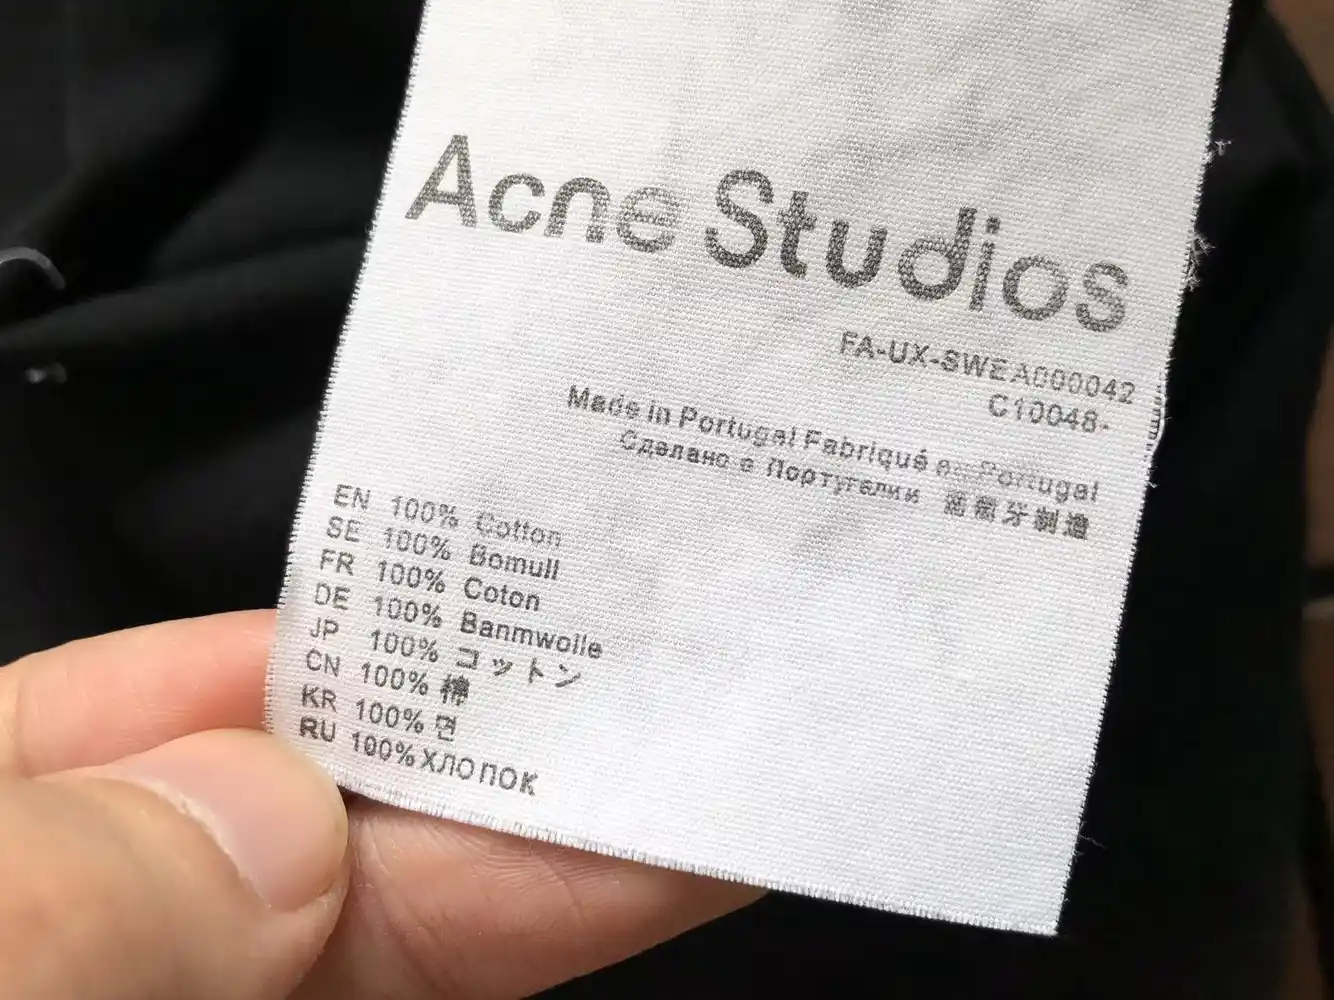 Acne Studios
FA-UX-SWEA000042
C10048-
Made in Portugal Fabriqué en Portugal
Сделано в Португалии 葡萄牙制造
EN 100% Cotton
SE 100% Bomull
FR 100% Coton
DE 100% Banmwolle
JP 100% コットン
CN 100% 棉
KR 100% 면
RU 100% ХЛОПОК